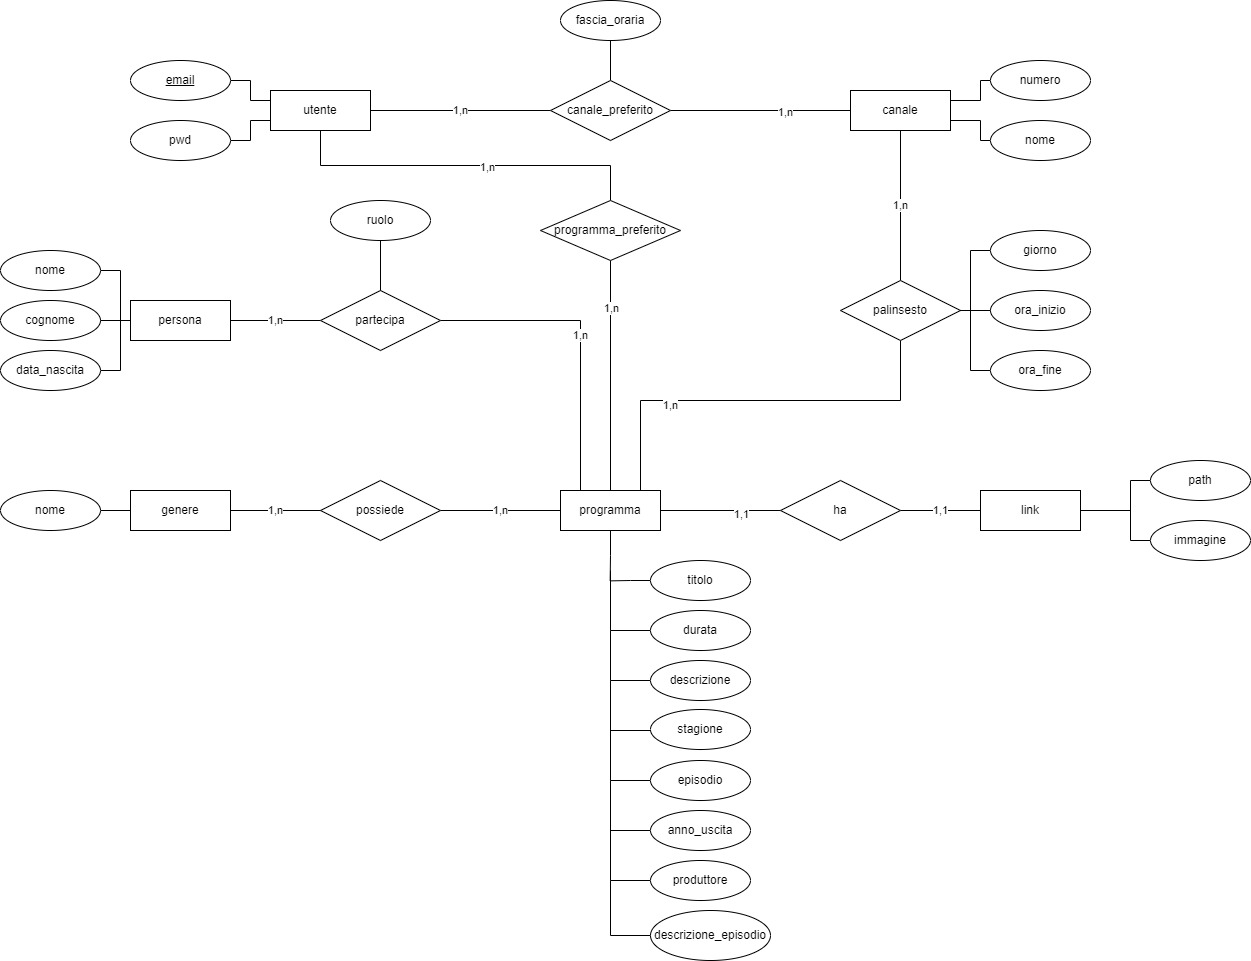 fascia_oraria
email
utente
1,n
canale_preferito
1,n
canale
numero
pwd
nome
1,n
1,n
ruolo
programma_preferito
giorno
nome
persona
1,n
partecipa
1,n
1,n
palinsesto
ora_inizio
cognome
data_nascita
ora_fine
1,n
nome
genere
1,n
possiede
1,n
programma
1,1
ha
1,1
link
path
immagine
titolo
durata
descrizione
stagione
episodio
anno_uscita
produttore
descrizione_episodio